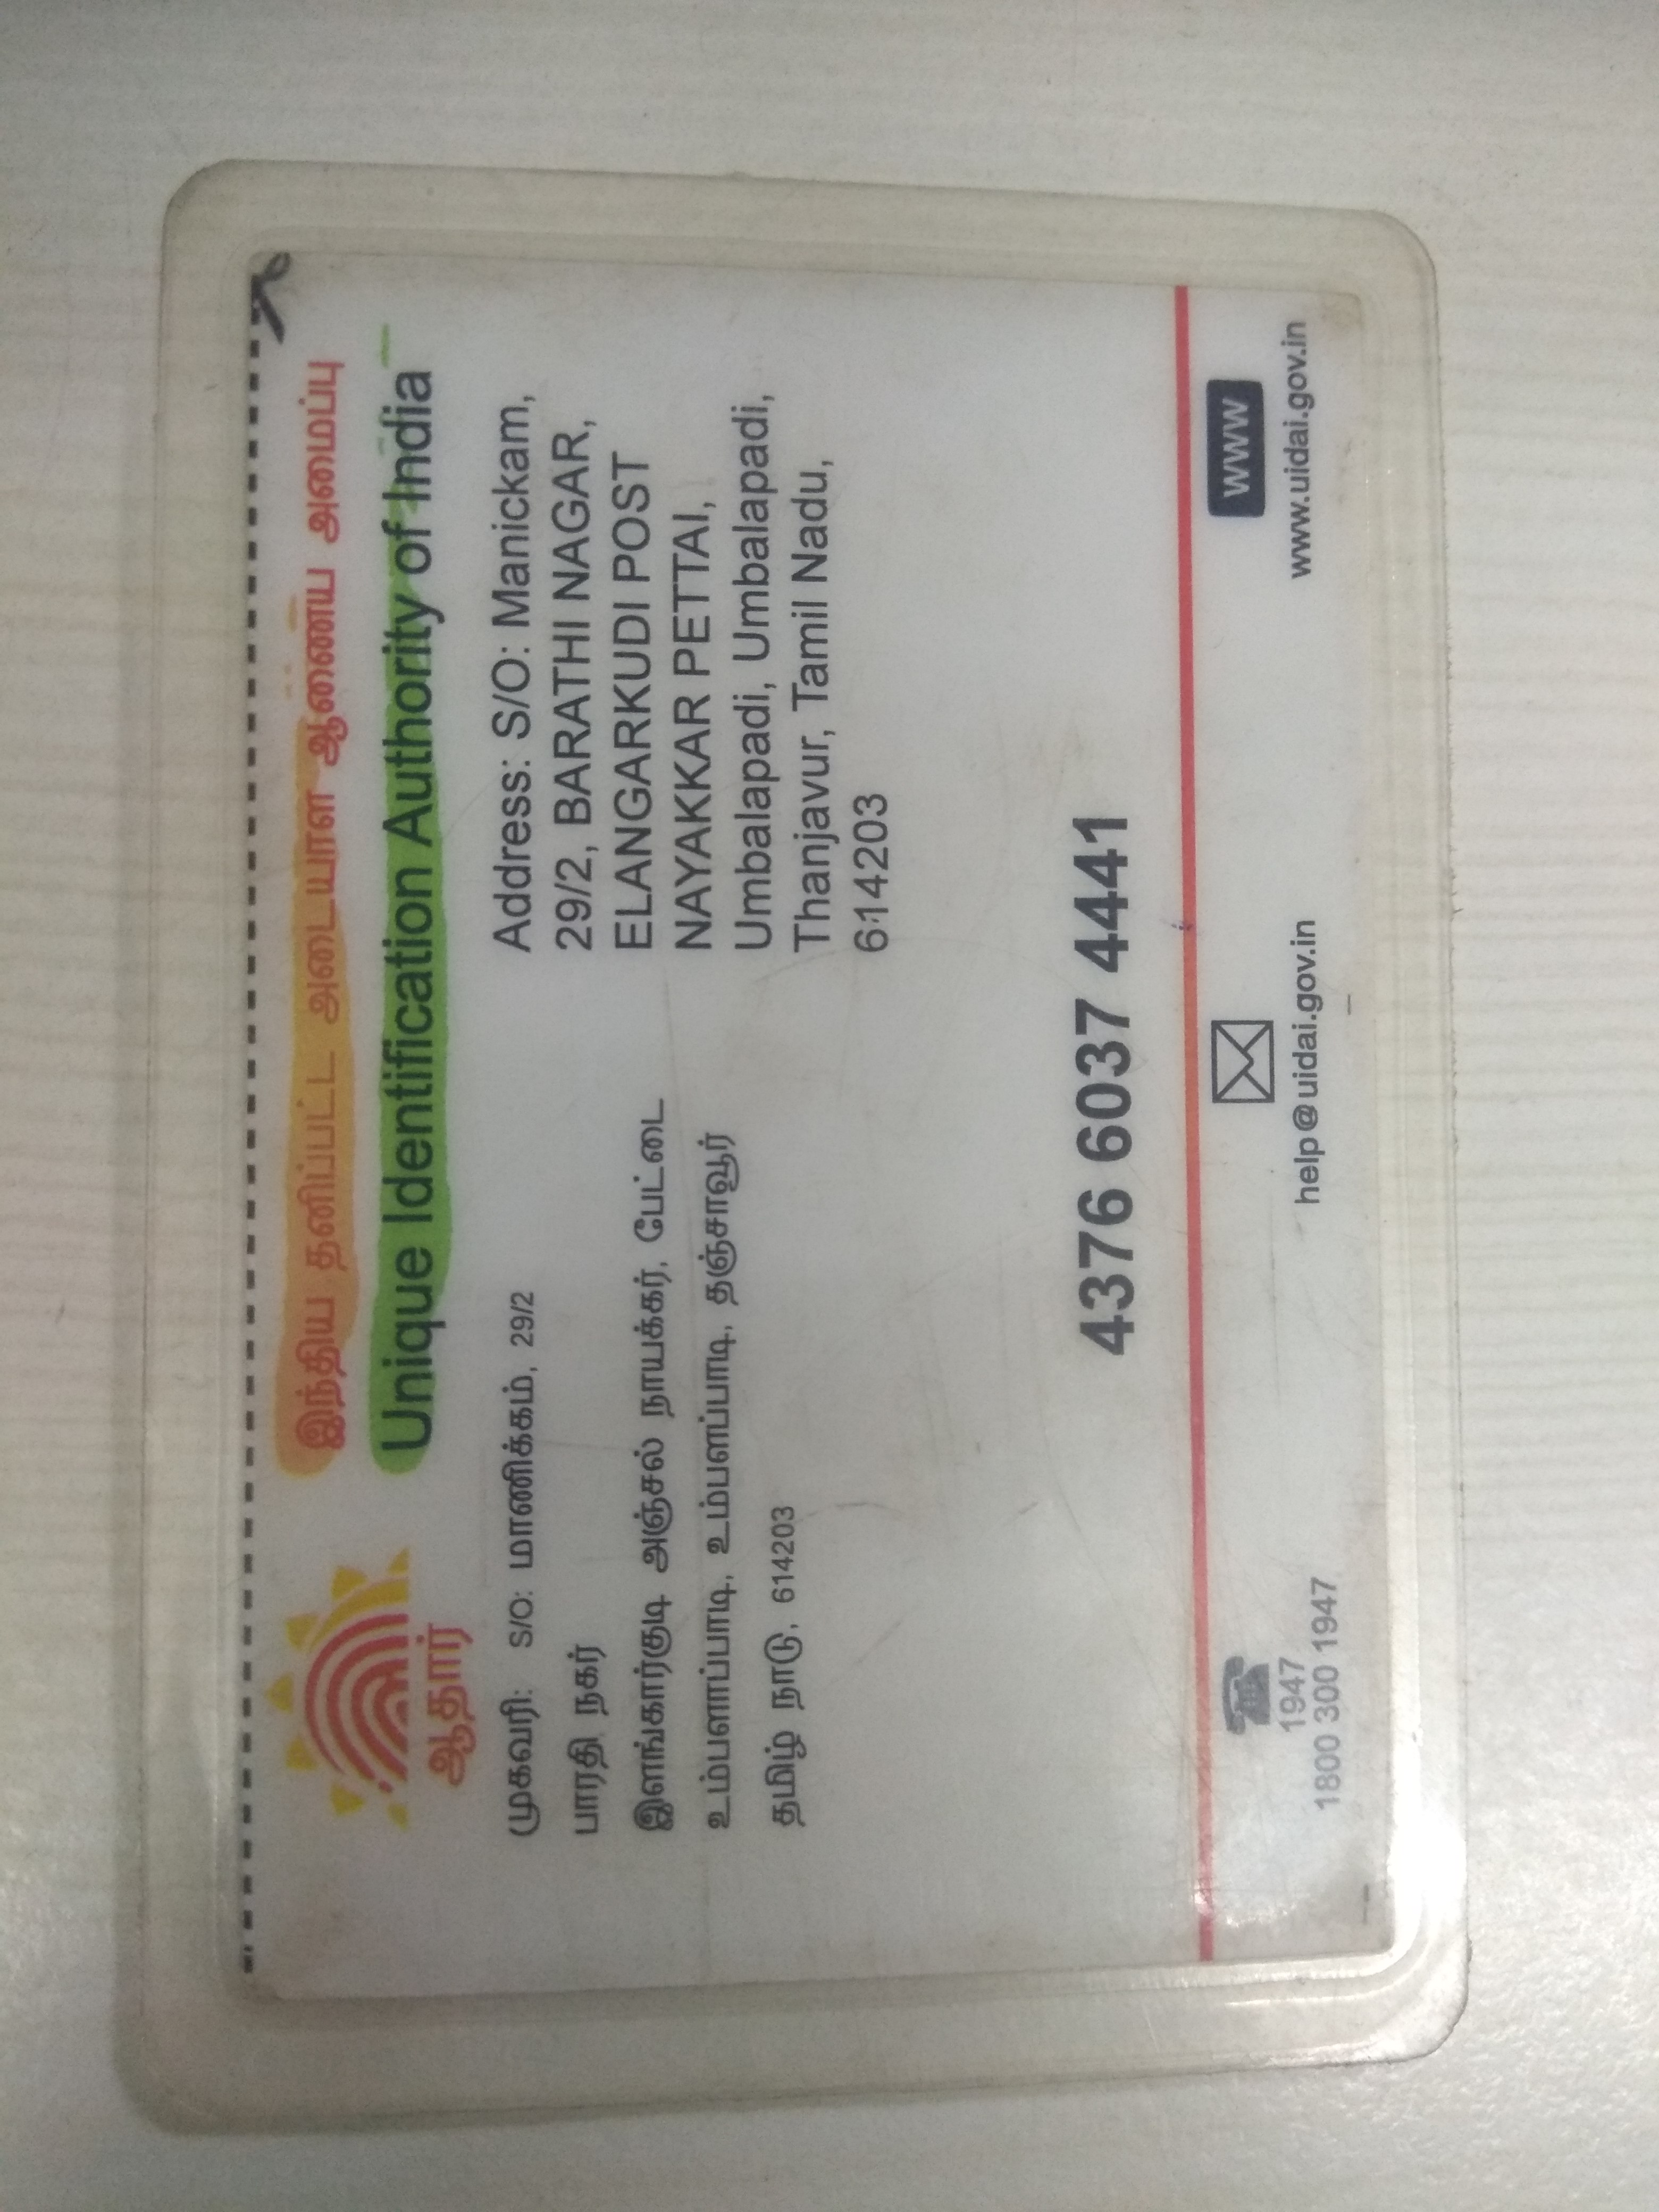 இந்திய தனிப்பட்ட அடையாள ஆணைய அமைப்பு
Unique Identification Authority of India
ஆதார்
முகவரி: S/O: மாணிக்கம், 29/2
பாரதி நகர்
இளங்கார்குடி அஞ்சல் நாயக்கர், பேட்டை
உம்பளாப்பாடி, உம்பளப்பாடி, தஞ்சாவூர்
தமிழ் நாடு, 614203
Address: S/O: Manickam,
29/2, BARATHI NAGAR,
ELANGARKUDI POST
NAYAKKAR PETTAI,
Umbalapadi, Umbalapadi,
Thanjavur, Tamil Nadu,
614203
4376 6037 4441
1947
1800 300 1947
help@uidai.gov.in
WWW
www.uidai.gov.in